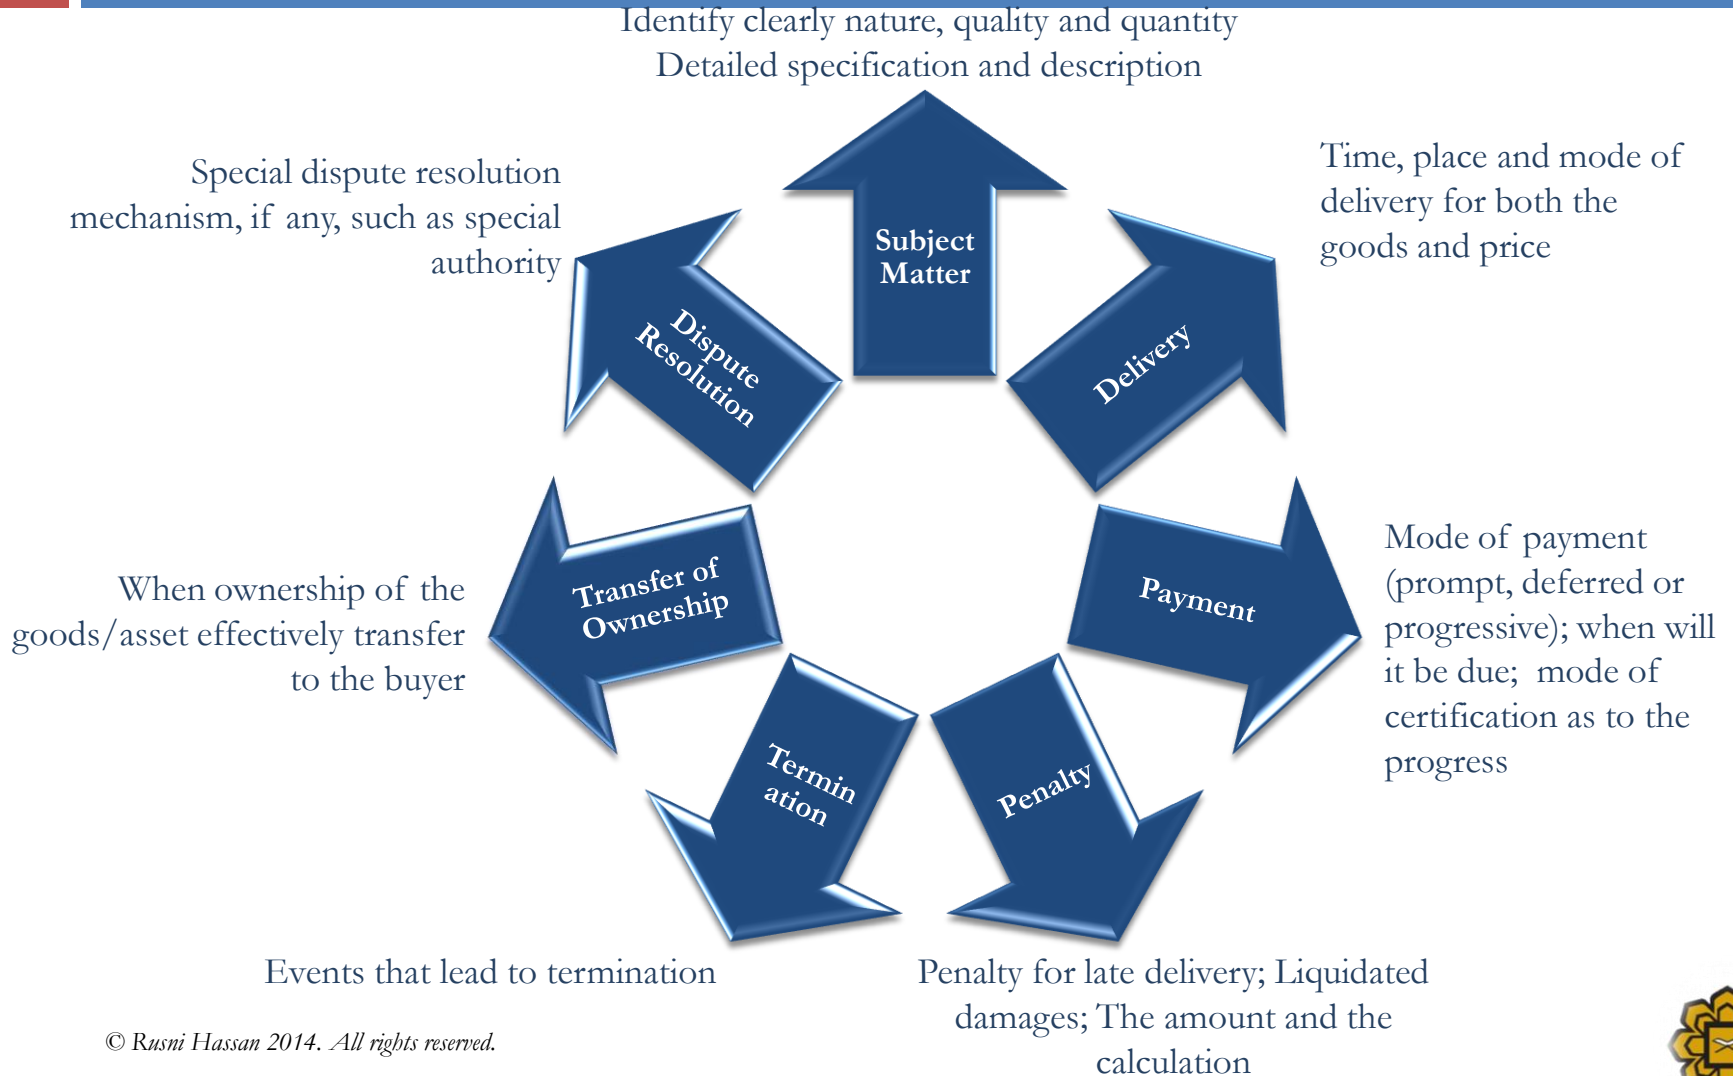 Identify clearly nature, quality and quantity
Detailed specification and description
Subject
Matter
Time, place and mode of
delivery for both the
goods and price
Delivery
Mode of payment
(prompt, deferred or
progressive); when will
it be due; mode of
certification as to the
progress
Payment
Penalty
Penalty for late delivery; Liquidated
damages; The amount and the
calculation
Termin
ation
Events that lead to termination
Transfer of
Ownership
When ownership of the
goods/asset effectively transfer
to the buyer
Dispute
Resolution
Special dispute resolution
mechanism, if any, such as special
authority
© Rusni Hassan 2014. All rights reserved.